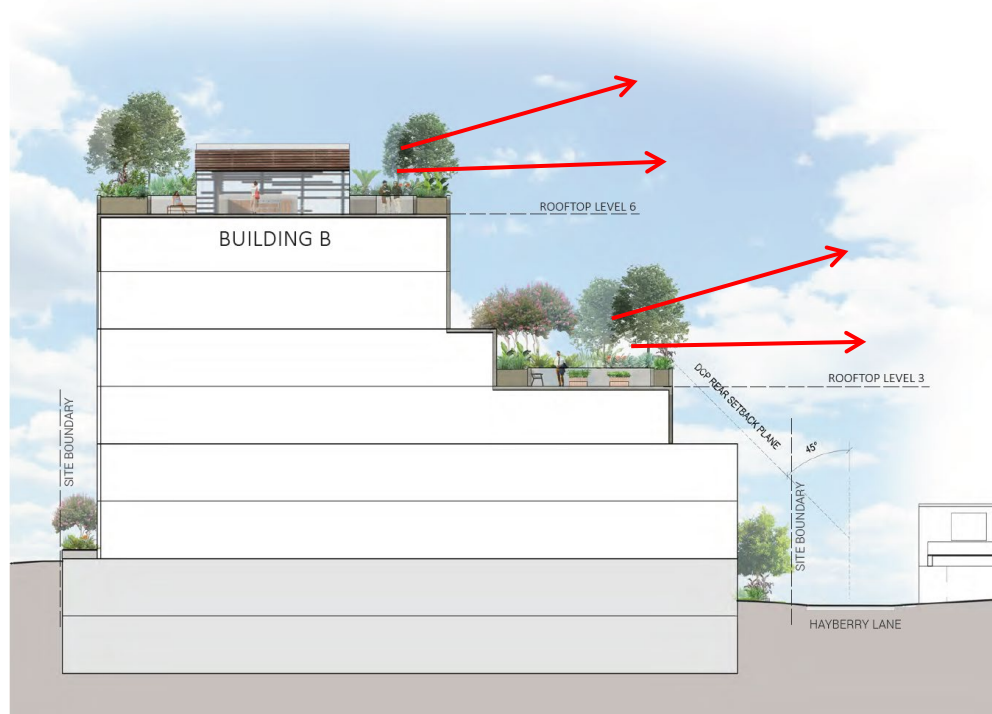 ROOFTOP LEVEL 6
BUILDING B
ROOFTOP LEVEL 3
DCP REAR SETBACK PLANE
45°
SITE BOUNDARY
SITE BOUNDARY
HAYBERRY LANE